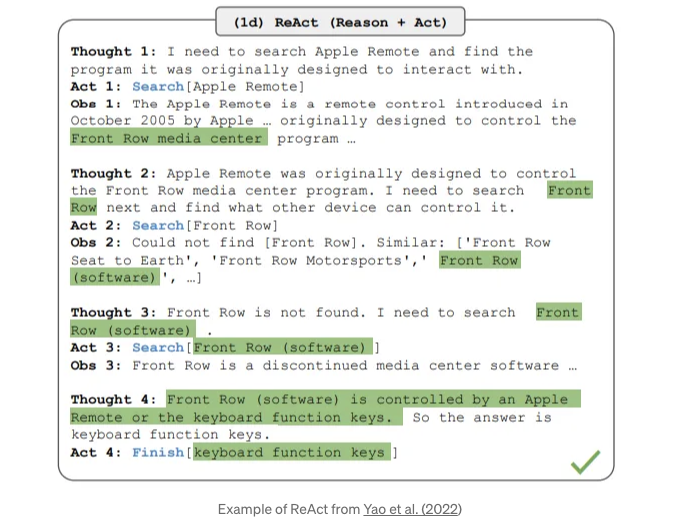 (1d) ReAct (Reason + Act)
Thought 1: I need to search Apple Remote and find the
program it was originally designed to interact with.
Act 1: Search[Apple Remote]
Obs 1: The Apple Remote is a remote control introduced in
October 2005 by Apple … originally designed to control the
Front Row media center program …
Thought 2: Apple Remote was originally designed to control
the Front Row media center program. I need to search Front
Row next and find what other device can control it.
Act 2: Search[Front Row]
Obs 2: Could not find [Front Row]. Similar: ['Front Row
Seat to Earth', 'Front Row Motorsports',' Front Row
(software) ', …]
Thought 3: Front Row is not found. I need to search Front
Row (software) .
Act 3: Search[Front Row (software) ]
Obs 3: Front Row is a discontinued media center software …
Thought 4: Front Row (software) is controlled by an Apple
Remote or the keyboard function keys. So the answer is
keyboard function keys.
Act 4: Finish[keyboard function keys ]
Example of ReAct from Yao et al. (2022)